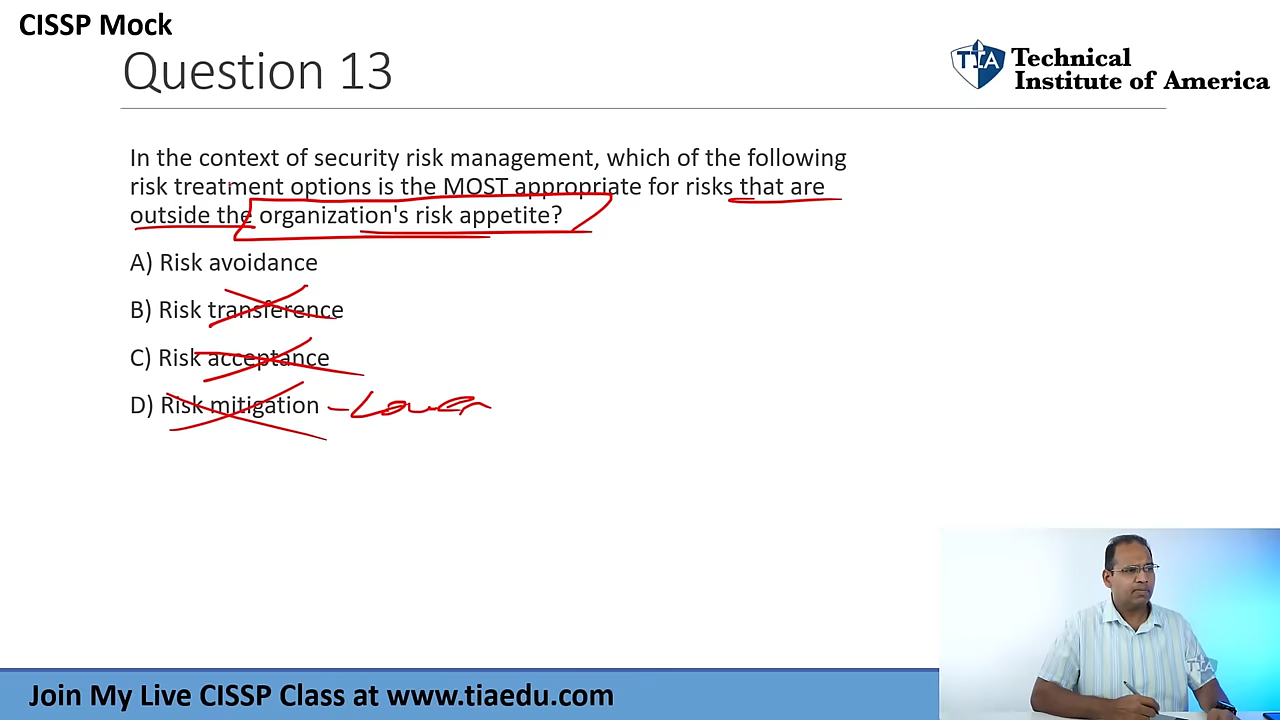 CISSP Mock
Question 13
TIA
Technical
Institute of America
In the context of security risk management, which of the following
risk treatment options is the MOST appropriate for risks that are
outside the organization's risk appetite?
A) Risk avoidance
B) Risk transference
C) Risk acceptance
D) Risk mitigation – Lower
TIA
Join My Live CISSP Class at www.tiaedu.com